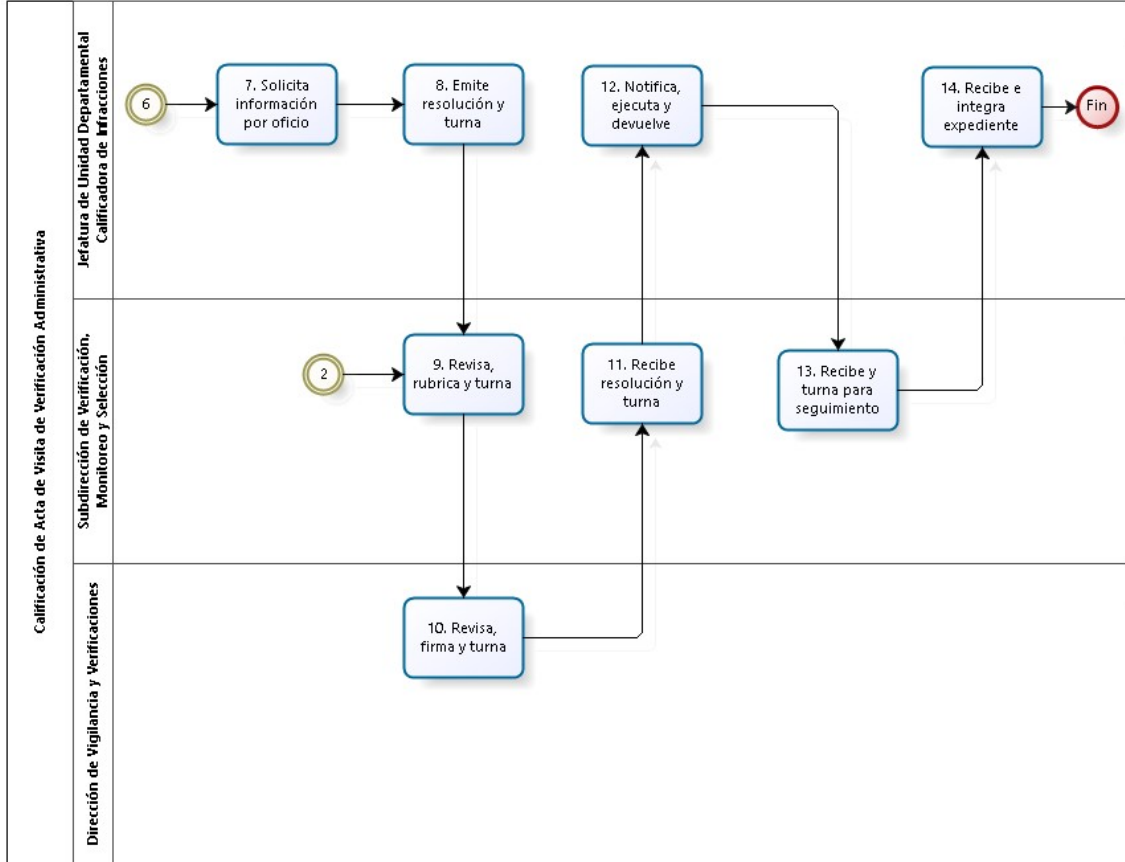 Calificación de Acta de Visita de Verificación Administrativa
Jefatura de Unidad Departamental
Calificadora de Infracciones
6
7. Solicita
información
por oficio
8. Emite
resolución y
turna
12. Notifica,
ejecuta y
devuelve
14. Recibe e
integra
expediente
Fin
Subdirección de Verificación,
Monitoreo y Selección
2
9. Revisa,
rubrica y turna
11. Recibe
resolución y
turna
13. Recibe y
turna para
seguimiento
Dirección de Vigilancia y Verificaciones
10. Revisa,
firma y turna